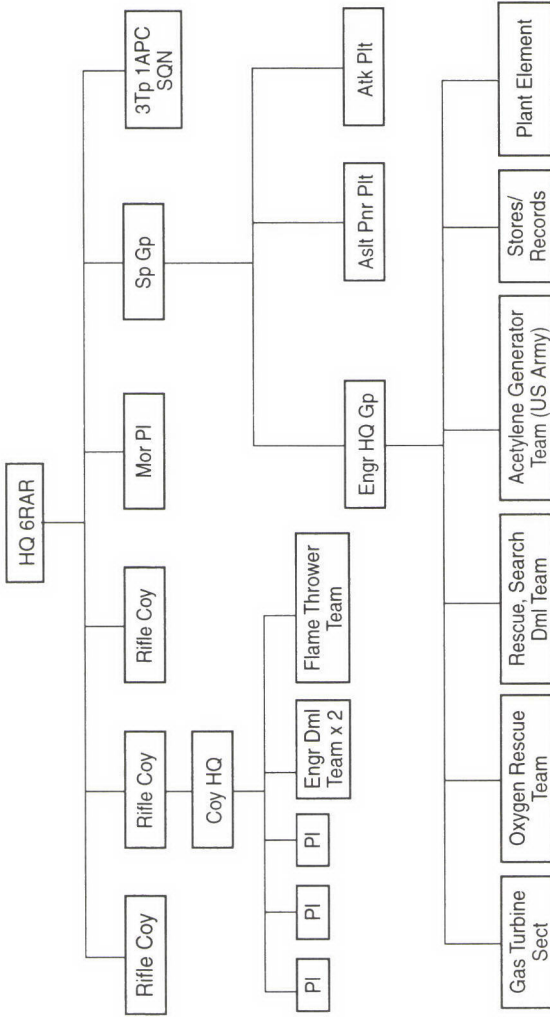 HQ 6RAR
Rifle Coy
Rifle Coy
Rifle Coy
Mor Pl
Sp Gp
3Tp 1APC
SQN
Coy HQ
Pl
Pl
Pl
Engr Dml
Team x 2
Flame Thrower
Team
Engr HQ Gp
Aslt Pnr Plt
Atk Plt
Gas Turbine
Sect
Oxygen Rescue
Team
Rescue, Search
Dml Team
Acetylene Generator
Team (US Army)
Stores/
Records
Plant Element